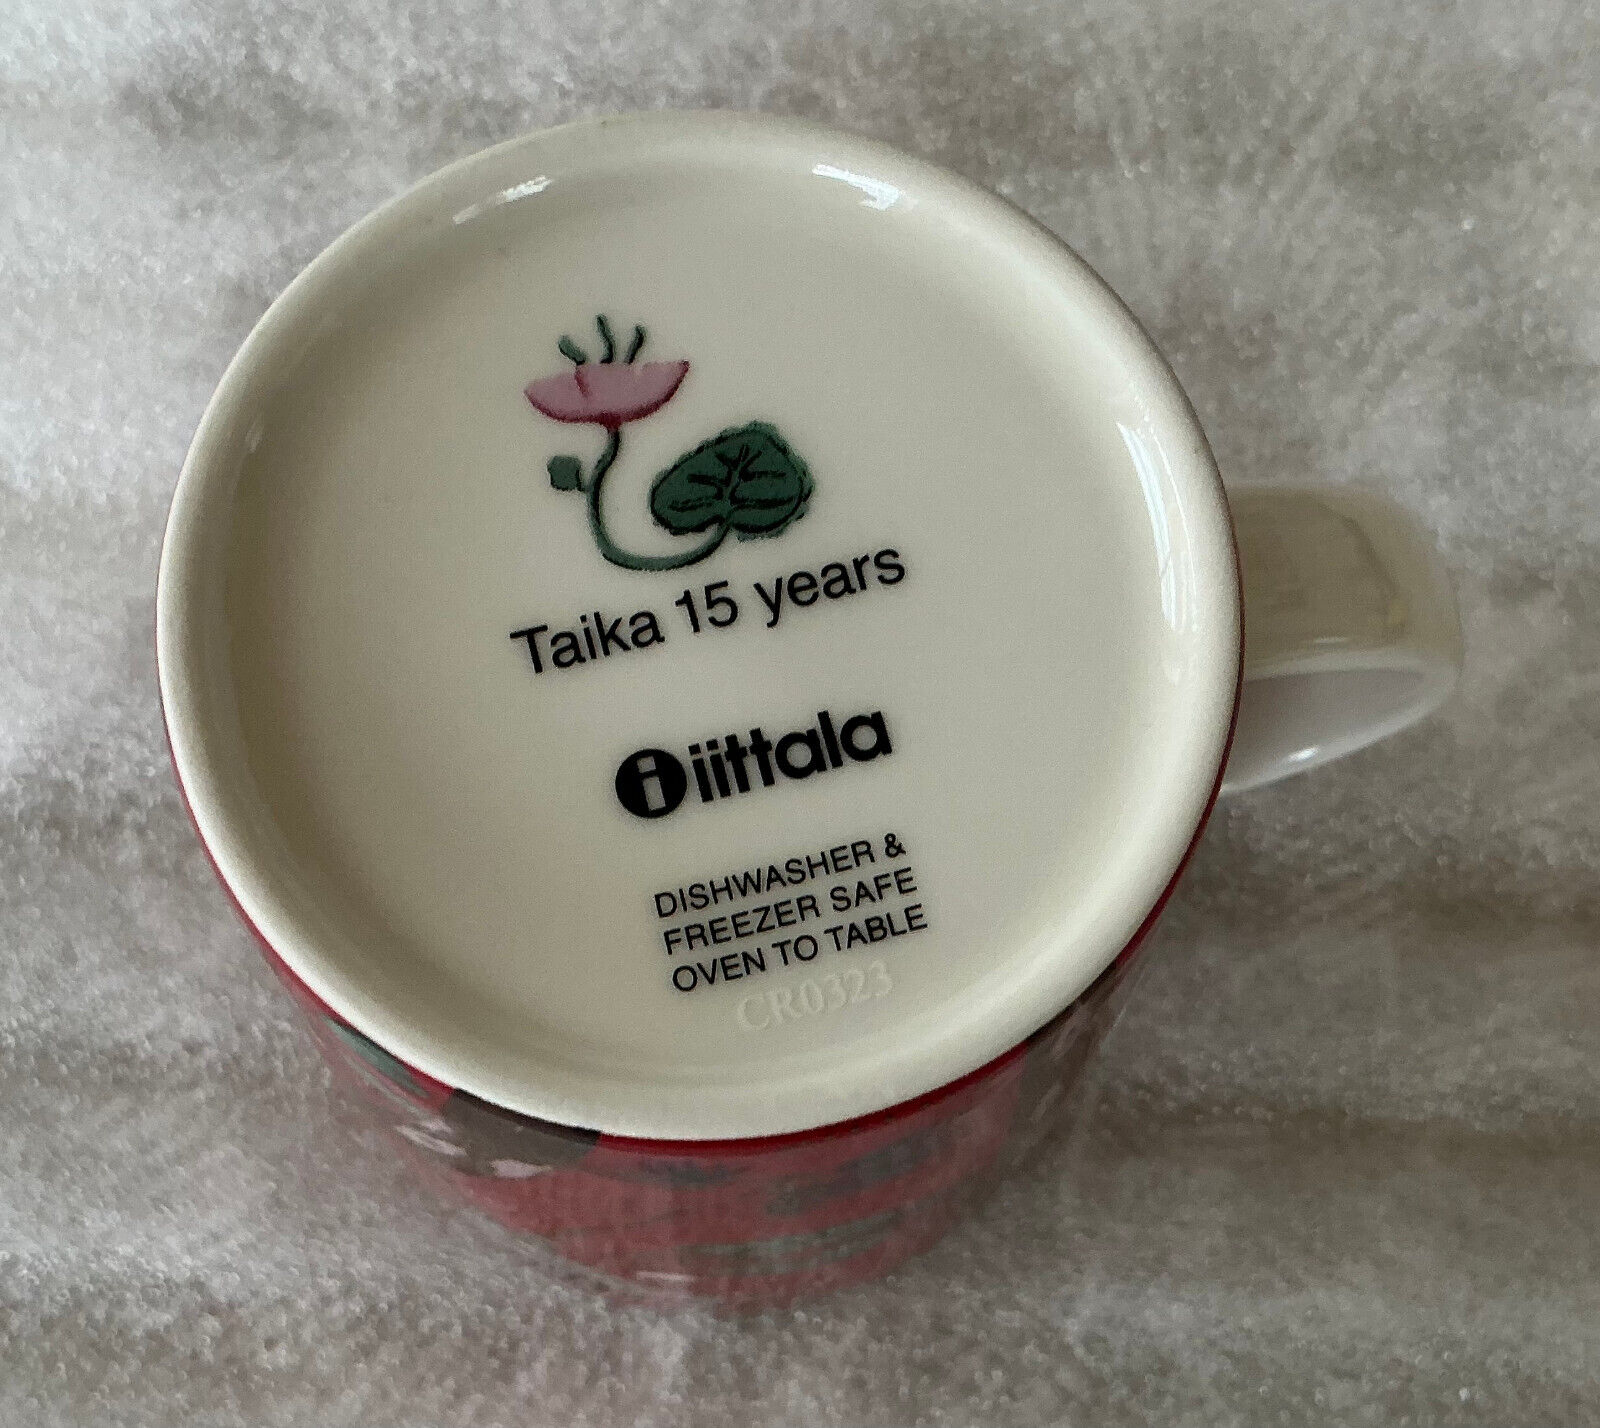 Taika 15 years
i iittala
DISHWASHER &
FREEZER SAFE
OVEN TO TABLE
CR0323